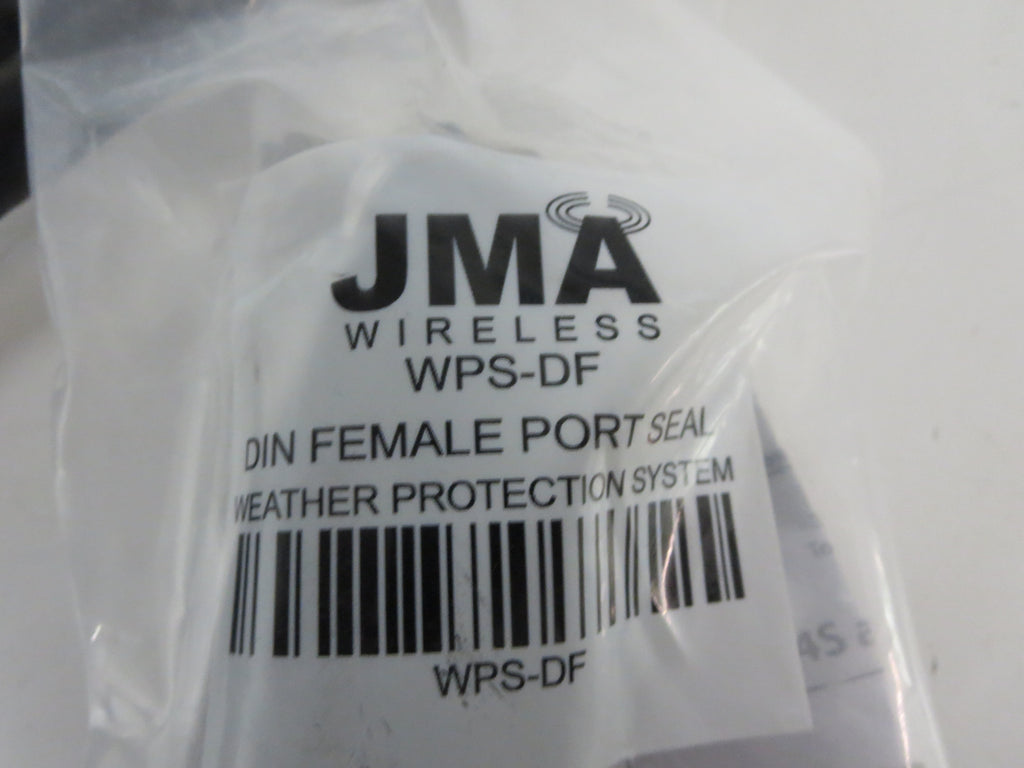 JMA
WIRELESS
WPS-DF
DIN FEMALE PORT SEAL
WEATHER PROTECTION SYSTEM
WPS-DF